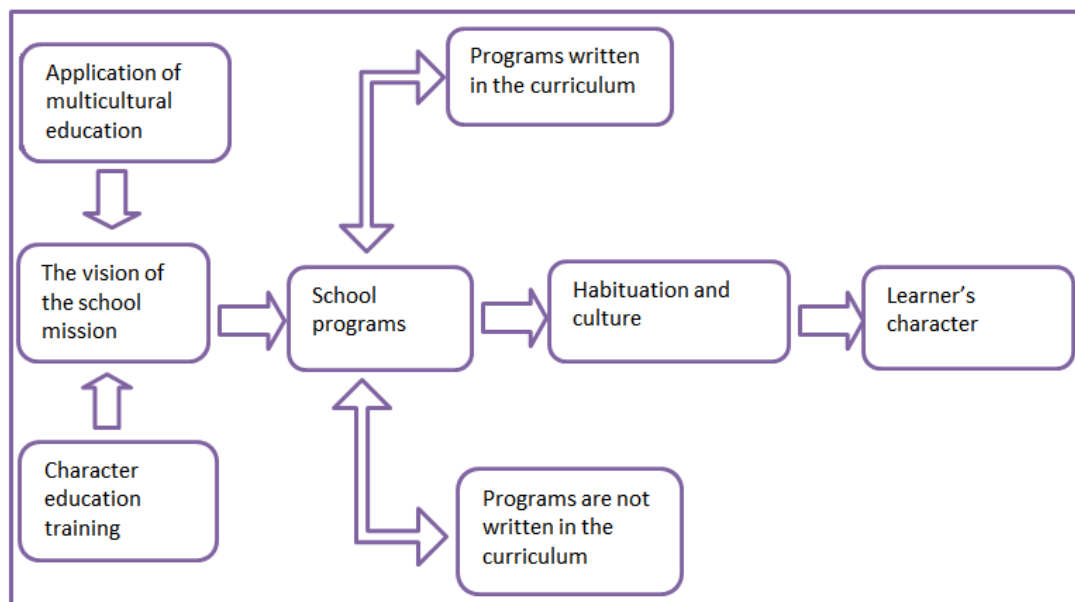 Application of
multicultural
education
Programs written
in the curriculum
The vision of
the school
mission
School
programs
Habituation and
culture
Learner’s
character
Character
education
training
Programs are not
written in the
curriculum